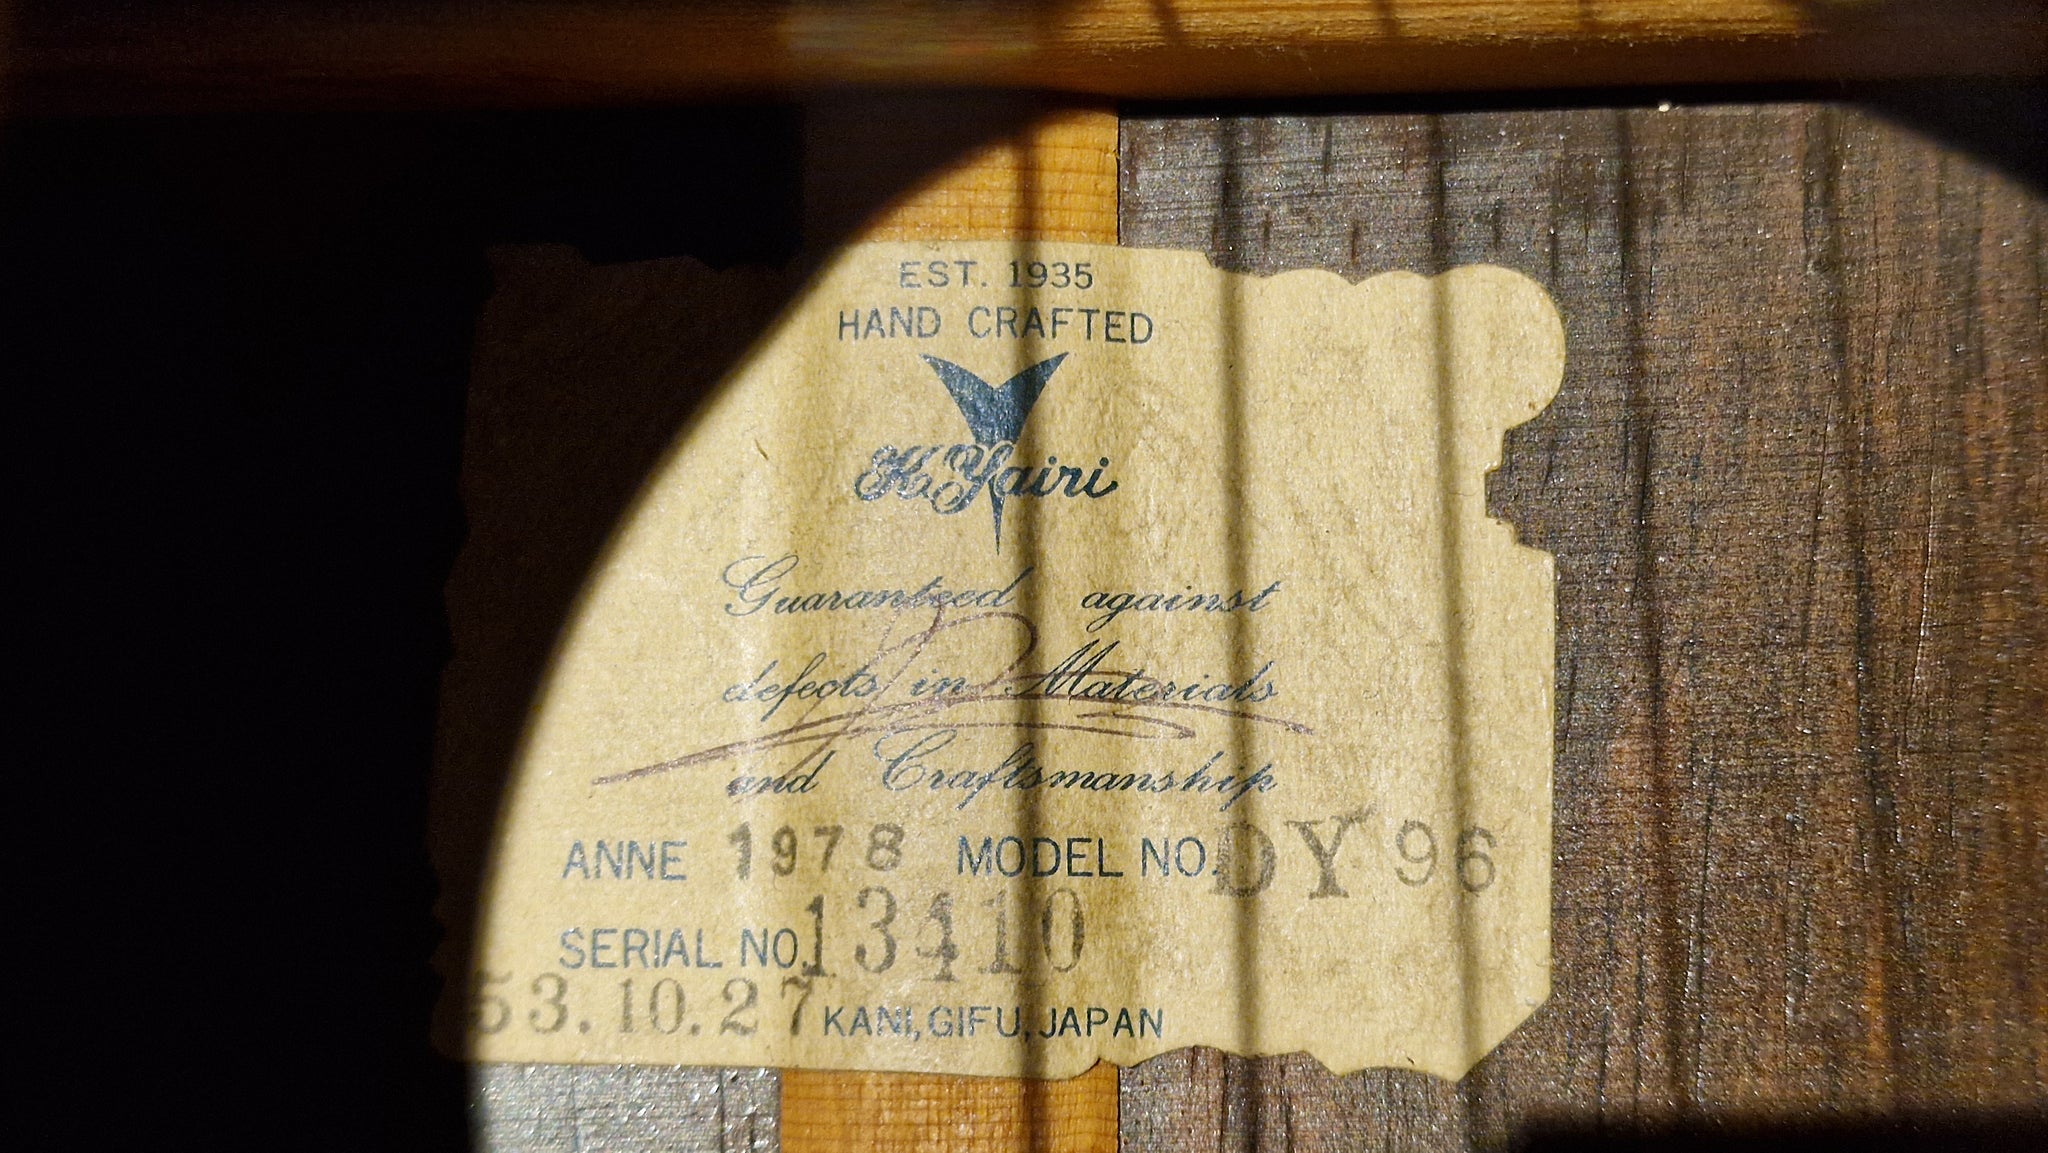 EST. 1935
HAND CRAFTED
K.Yairi
Guaranteed against
defects in Materials
and Craftsmanship
ANNE 1978 MODEL NO. DY 96
SERIAL NO. 13410
53.10.27 KANI, GIFU, JAPAN